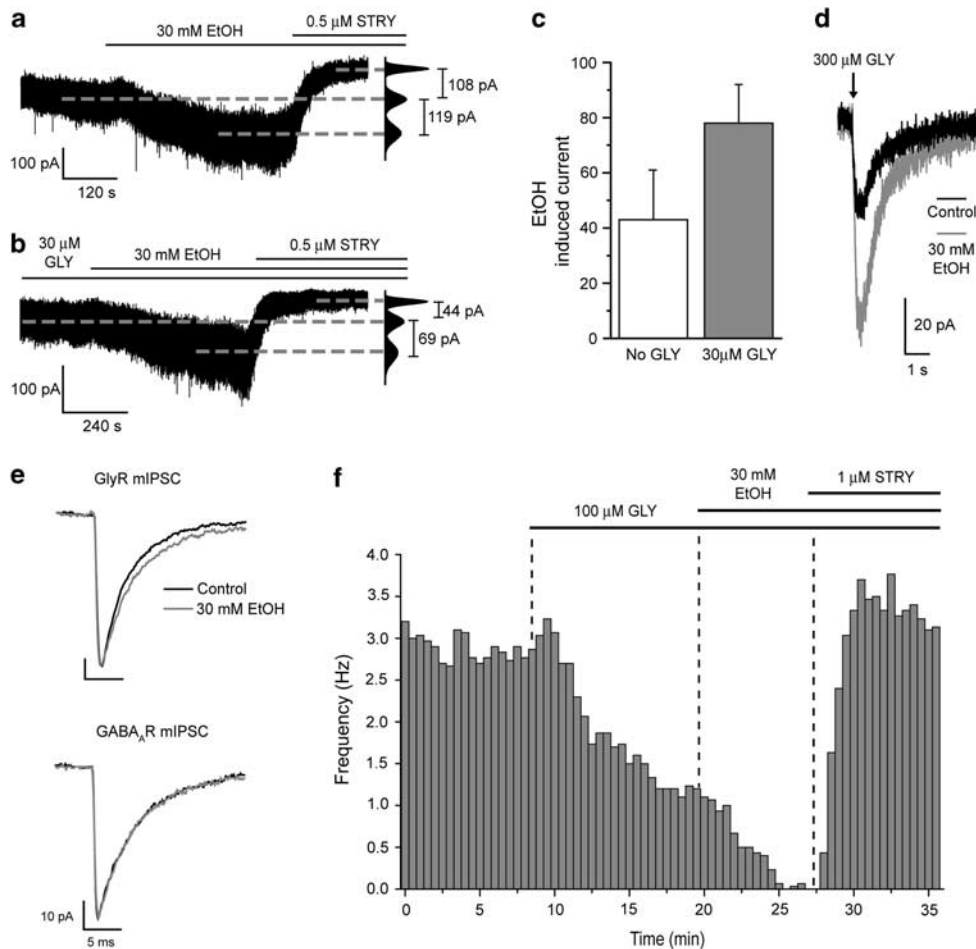 a
30 mM EtOH
0.5 μM STRY
108 pA
119 pA
100 pA
120 s
b
30 μM
GLY
30 mM EtOH
0.5 μM STRY
44 pA
69 pA
100 pA
240 s
c
EtOH
induced current
100
80
60
40
20
0
No GLY
30μM GLY
d
300 μM GLY
Control
30 mM
EtOH
20 pA
1 s
e
GlyR mIPSC
Control
30 mM EtOH
GABA_AR mIPSC
10 pA
5 ms
f
100 μM GLY
30 mM
EtOH
1 μM STRY
Frequency (Hz)
4.0
3.5
3.0
2.5
2.0
1.5
1.0
0.5
0.0
0
5
10
15
20
25
30
35
Time (min)